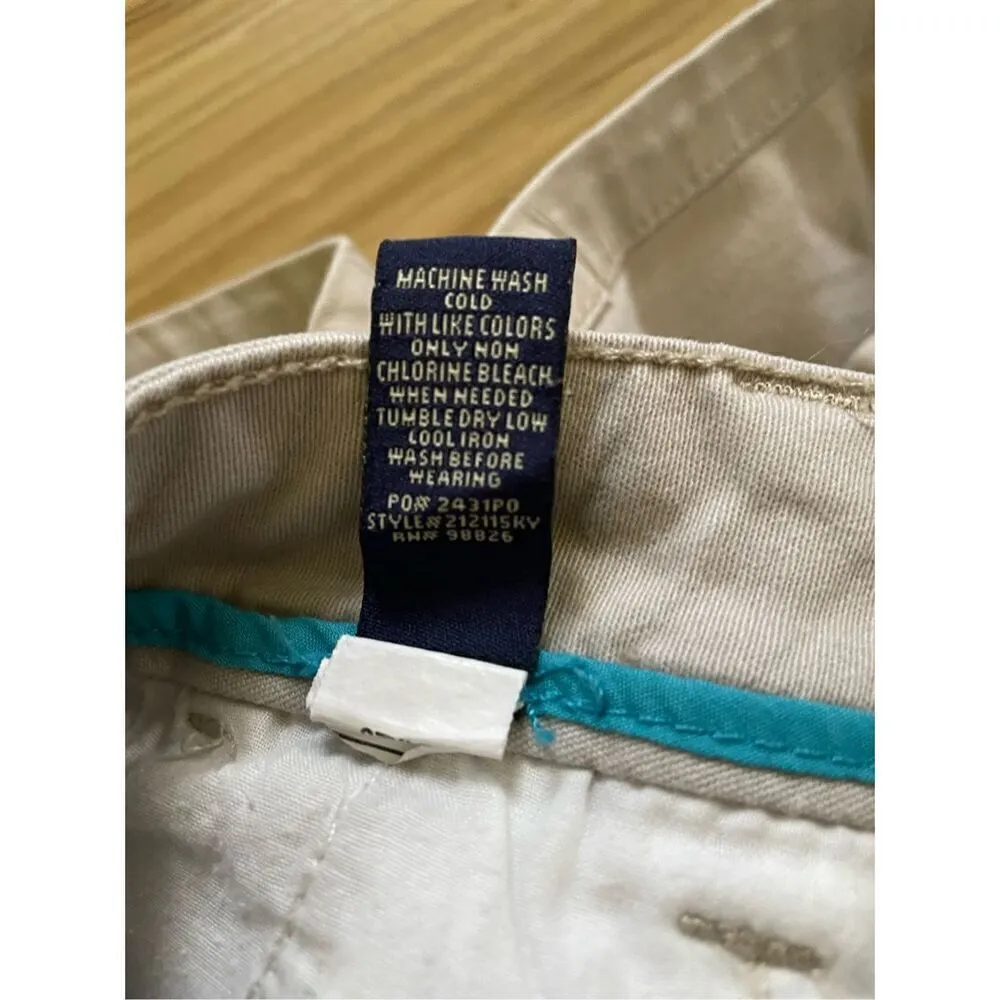 MACHINE WASH
COLD
WITH LIKE COLORS
ONLY NON
CHLORINE BLEACH
WHEN NEEDED
TUMBLE DRY LOW
COOL IRON
WASH BEFORE
WEARING
PO# 2431PO
STYLE# 212115KY
RN# 98826